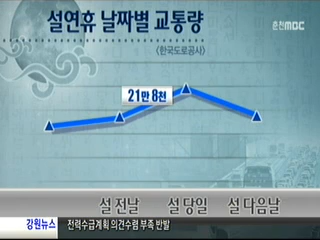 설연휴 날짜별 교통량
춘천MBC
<한국도로공사>
21만 8천
설 전날 설 당일 설 다음날
강원뉴스 전력수급계획 의견수렴 부족 반발